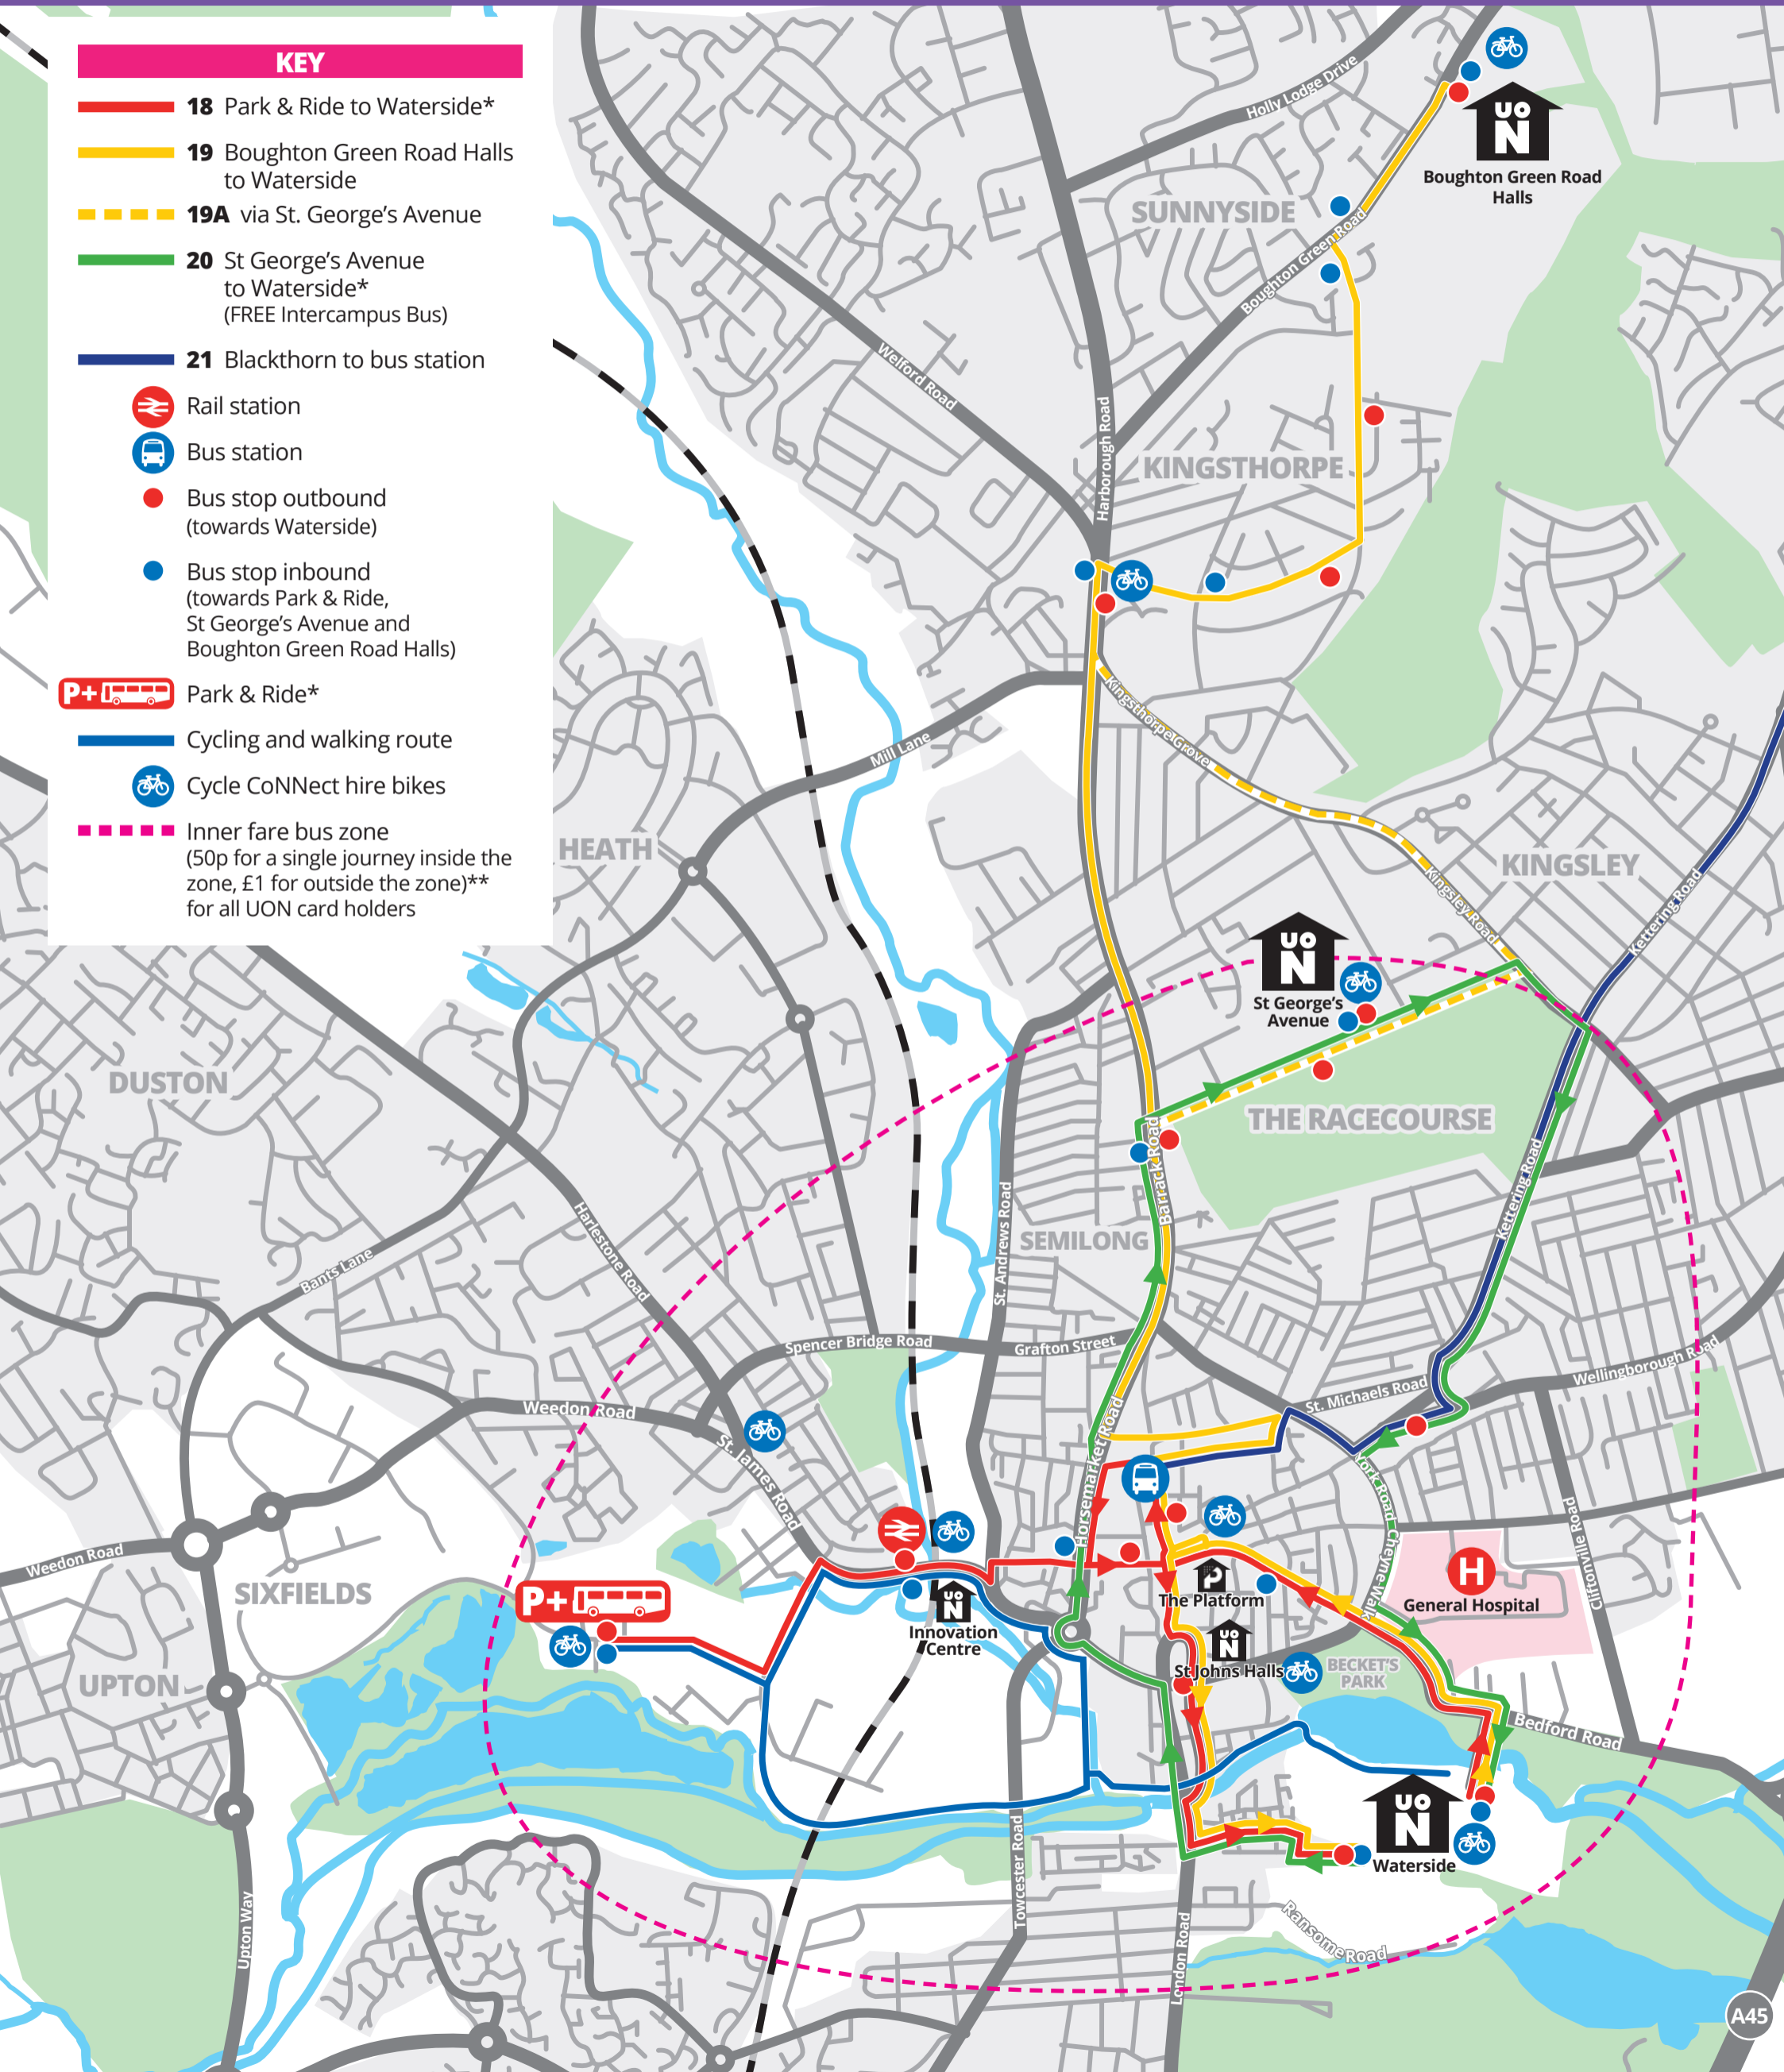 KEY
18 Park & Ride to Waterside*
19 Boughton Green Road Halls
to Waterside
19A via St. George’s Avenue
20 St George’s Avenue
to Waterside*
(FREE Intercampus Bus)
21 Blackthorn to bus station
Rail station
Bus station
Bus stop outbound
(towards Waterside)
Bus stop inbound
(towards Park & Ride,
St George’s Avenue and
Boughton Green Road Halls)
P+
Park & Ride*
Cycling and walking route
Cycle CoNNect hire bikes
Inner fare bus zone
(50p for a single journey inside the
zone, £1 for outside the zone)**
for all UON card holders
Holly Lodge Drive
UO
N
Boughton Green Road
Halls
SUNNYSIDE
Boughton Green Road
Welford Road
Harborough Road
KINGSTHORPE
Kingsthorpe Grove
Mill Lane
HEATH
KINGSLEY
Kingsley Road
Kettering Road
UO
N
St George’s
Avenue
DUSTON
THE RACECOURSE
Barrack Road
Kettering Road
St. Andrews Road
SEMILONG
Harlestone Road
Bants Lane
Spencer Bridge Road
Grafton Street
Wellingborough Road
St. Michaels Road
Weedon Road
St. James Road
Horsemarket Road
York Road
Cheyne Walk
Cliftonville Road
Weedon Road
SIXFIELDS
H
General Hospital
P
The Platform
P+
UO
N
Innovation
Centre
UO
N
St Johns Halls
BECKET’S
PARK
UPTON
Bedford Road
UO
N
Waterside
Towcester Road
Upton Way
London Road
Ransome Road
A45